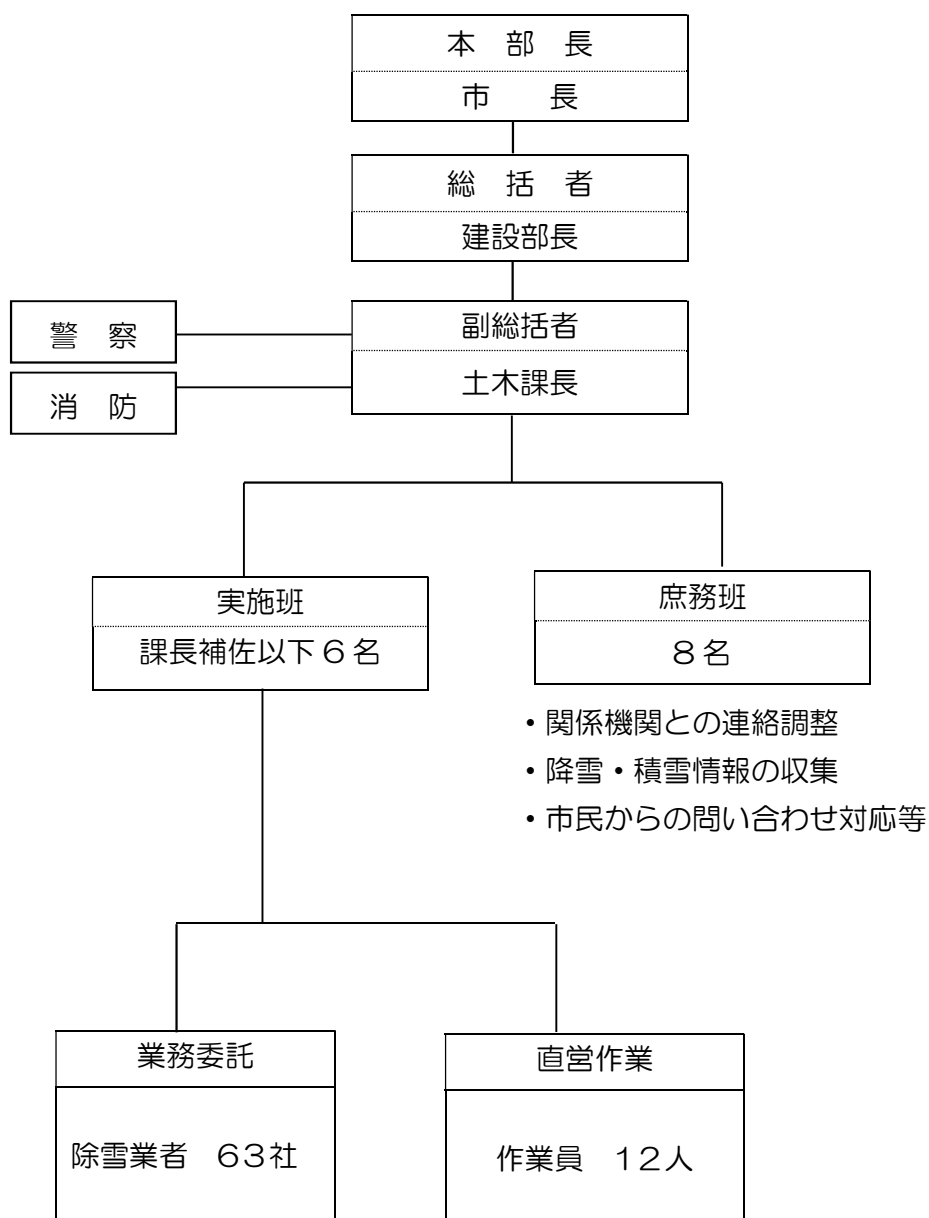 本　部　長
市　　長
総　括　者
建設部長
警　察
消　防
副総括者
土木課長
実施班
課長補佐以下６名
庶務班
８名
・関係機関との連絡調整
・降雪・積雪情報の収集
・市民からの問い合わせ対応等
業務委託
除雪業者　６３社
直営作業
作業員　１２人